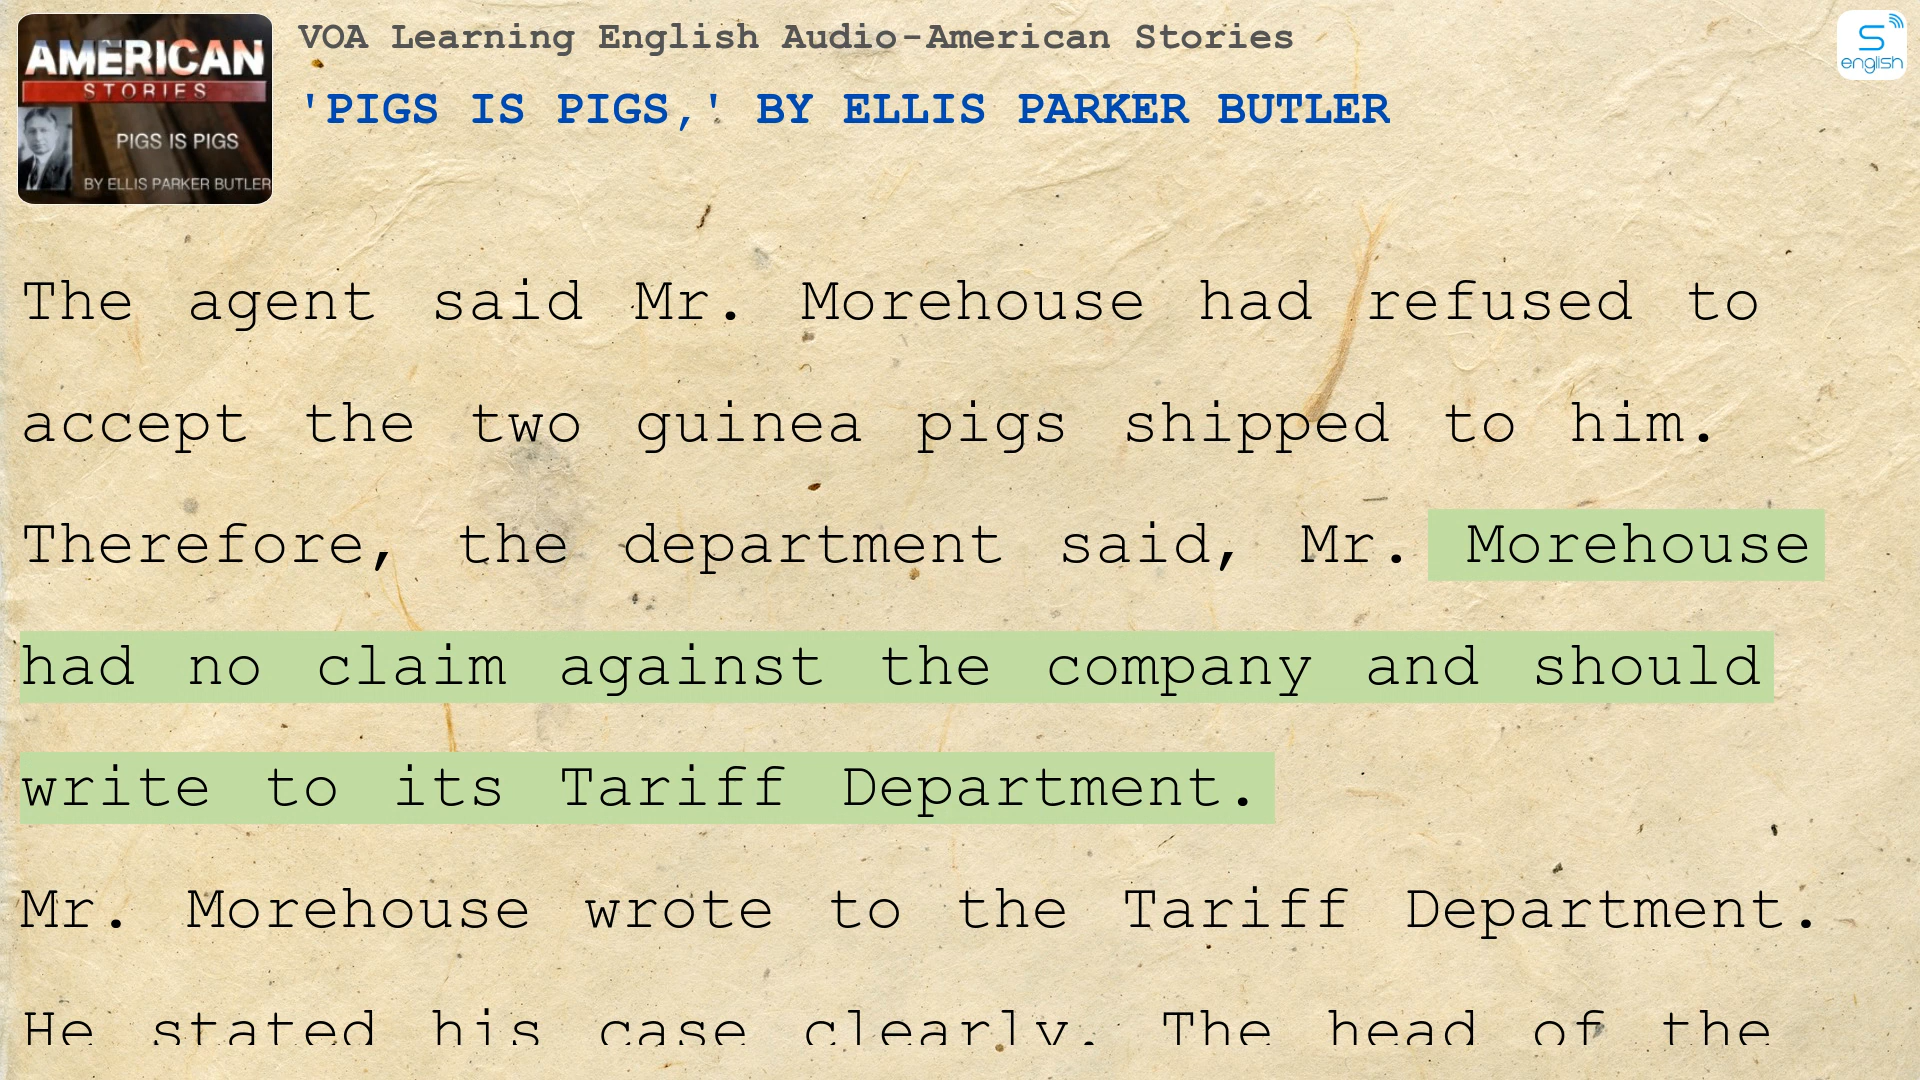 AMERICAN
STORIES
PIGS IS PIGS
BY ELLIS PARKER BUTLER
VOA Learning English Audio-American Stories
'PIGS IS PIGS,' BY ELLIS PARKER BUTLER
S
english
The agent said Mr. Morehouse had refused to
accept the two guinea pigs shipped to him.
Therefore, the department said, Mr. Morehouse
had no claim against the company and should
write to its Tariff Department.
Mr. Morehouse wrote to the Tariff Department.
He stated his case clearly. The head of the